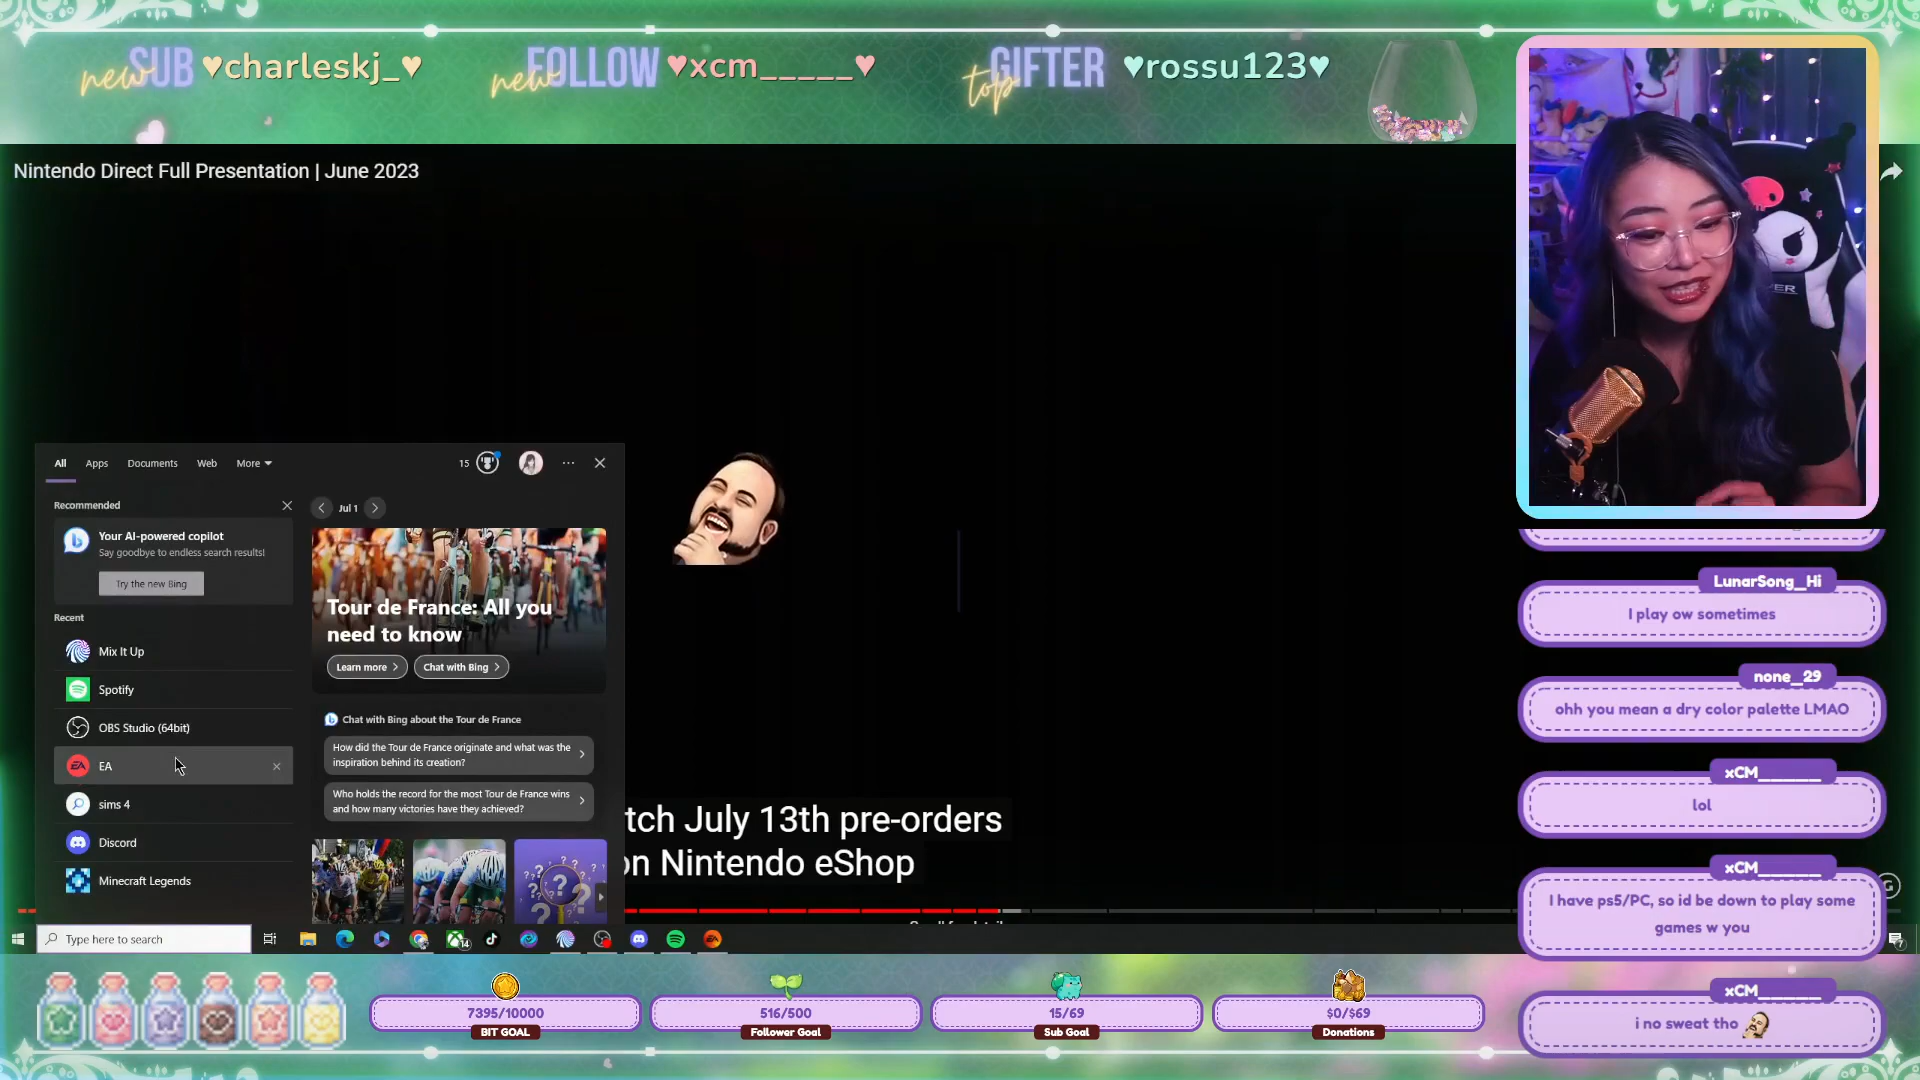 new SUB ♥charleskj_♥
new FOLLOW ♥xcm_____♥
top GIFTER ♥rossu123♥
Nintendo Direct Full Presentation | June 2023
All
Apps
Documents
Web
More
15
Recommended
Your AI-powered copilot
Say goodbye to endless search results!
Try the new Bing
Recent
Mix It Up
Spotify
OBS Studio (64bit)
EA
sims 4
Discord
Minecraft Legends
Jul 1
Tour de France: All you
need to know
Learn more
Chat with Bing
Chat with Bing about the Tour de France
How did the Tour de France originate and what was the
inspiration behind its creation?
Who holds the record for the most Tour de France wins
and how many victories have they achieved?
tch July 13th pre-orders
on Nintendo eShop
Type here to search
14
7
LunarSong_Hi
I play ow sometimes
none_29
ohh you mean a dry color palette LMAO
xCM_____
lol
xCM_____
I have ps5/PC, so id be down to play some
games w you
xCM_____
i no sweat tho
7395/10000
BIT GOAL
516/500
Follower Goal
15/69
Sub Goal
$0/$69
Donations